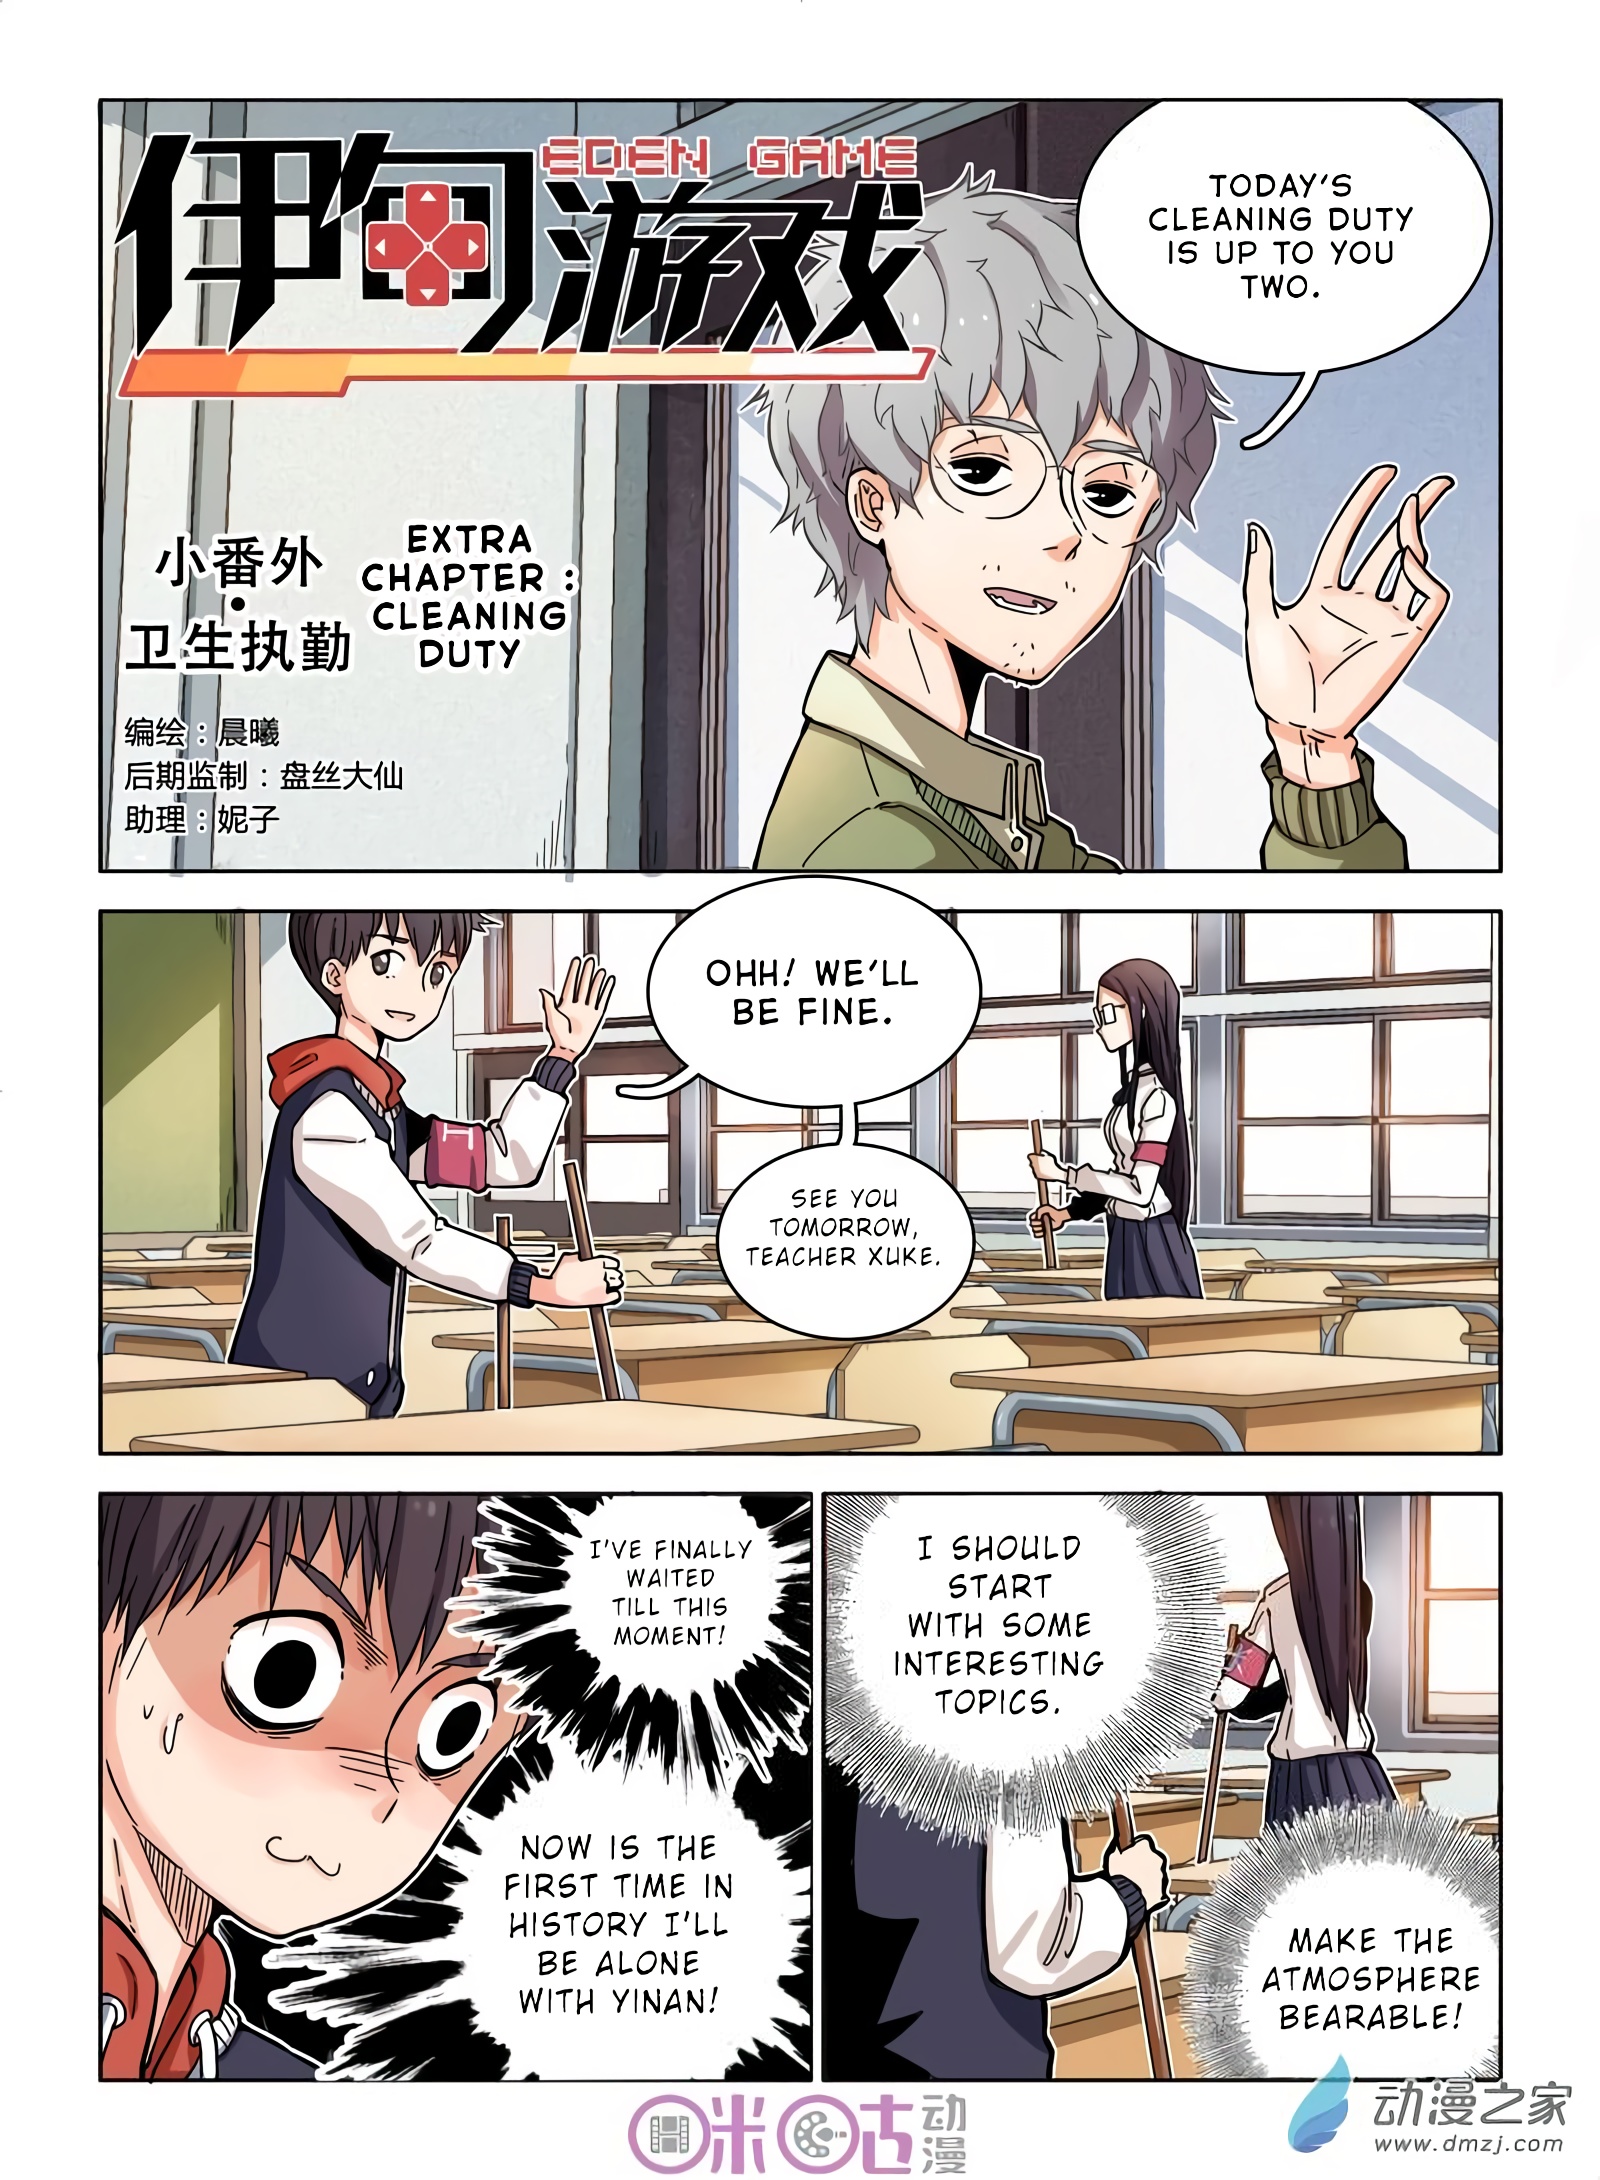 EDEN GAME
伊甸游戏
TODAY'S
CLEANING DUTY
IS UP TO YOU
TWO.
小番外
·
卫生执勤
EXTRA
CHAPTER :
CLEANING
DUTY
编绘：晨曦
后期监制：盘丝大仙
助理：妮子
OHH! WE'LL
BE FINE.
SEE YOU
TOMORROW,
TEACHER XUKE.
I'VE FINALLY
WAITED
TILL THIS
MOMENT!
NOW IS THE
FIRST TIME IN
HISTORY I'LL
BE ALONE
WITH YINAN!
I SHOULD
START
WITH SOME
INTERESTING
TOPICS.
MAKE THE
ATMOSPHERE
BEARABLE!
咪咕动漫
动漫之家
www.dmzj.com